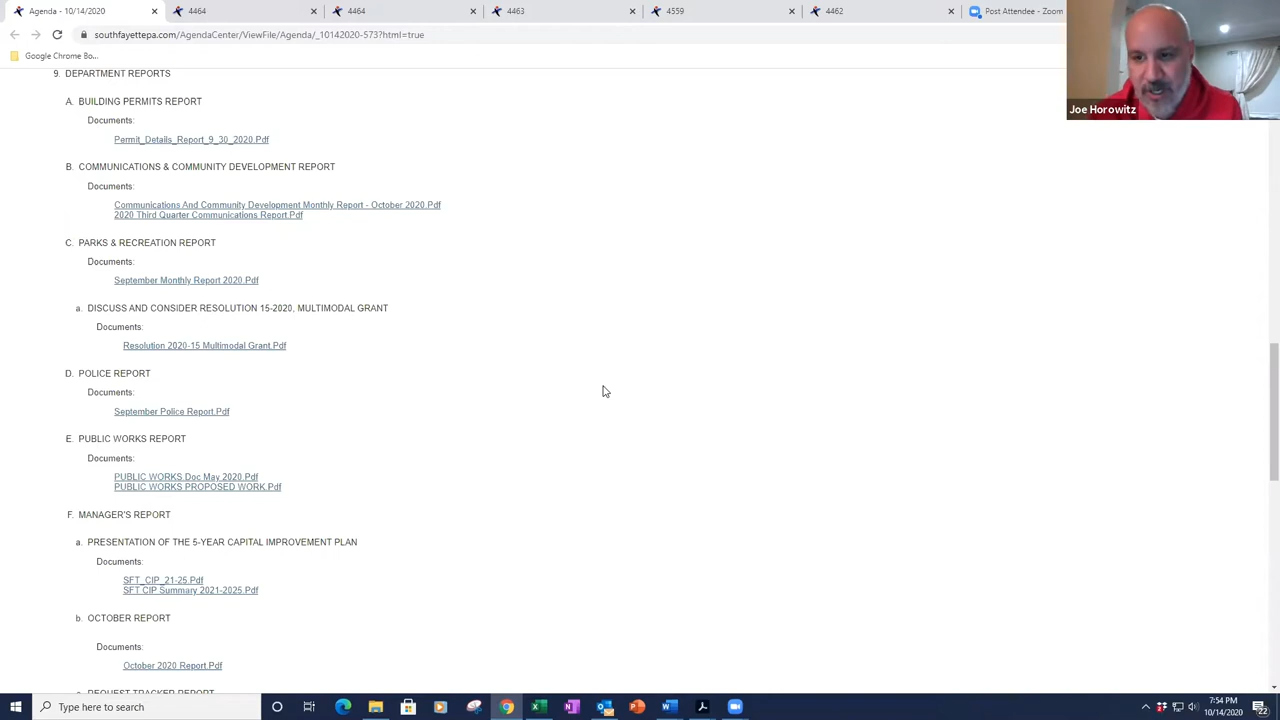 Agenda - 10/14/2020
4464
4464
4463
4559
4462
Post Attendee - Zoom
southfayettepa.com/AgendaCenter/ViewFile/Agenda/_10142020-573?html=true
Google Chrome Bo...
Joe Horowitz
9. DEPARTMENT REPORTS
A. BUILDING PERMITS REPORT
Documents:
Permit_Details_Report_9_30_2020.Pdf
B. COMMUNICATIONS & COMMUNITY DEVELOPMENT REPORT
Documents:
Communications And Community Development Monthly Report - October 2020.Pdf
2020 Third Quarter Communications Report.Pdf
C. PARKS & RECREATION REPORT
Documents:
September Monthly Report 2020.Pdf
a. DISCUSS AND CONSIDER RESOLUTION 15-2020, MULTIMODAL GRANT
Documents:
Resolution 2020-15 Multimodal Grant.Pdf
D. POLICE REPORT
Documents:
September Police Report.Pdf
E. PUBLIC WORKS REPORT
Documents:
PUBLIC WORKS.Doc May 2020.Pdf
PUBLIC WORKS PROPOSED WORK.Pdf
F. MANAGER'S REPORT
a. PRESENTATION OF THE 5-YEAR CAPITAL IMPROVEMENT PLAN
Documents:
SFT_CIP_21-25.Pdf
SFT CIP Summary 2021-2025.Pdf
b. OCTOBER REPORT
Documents:
October 2020 Report.Pdf
c. REQUEST TRACKER REPORT
Type here to search
7:54 PM
10/14/2020
22